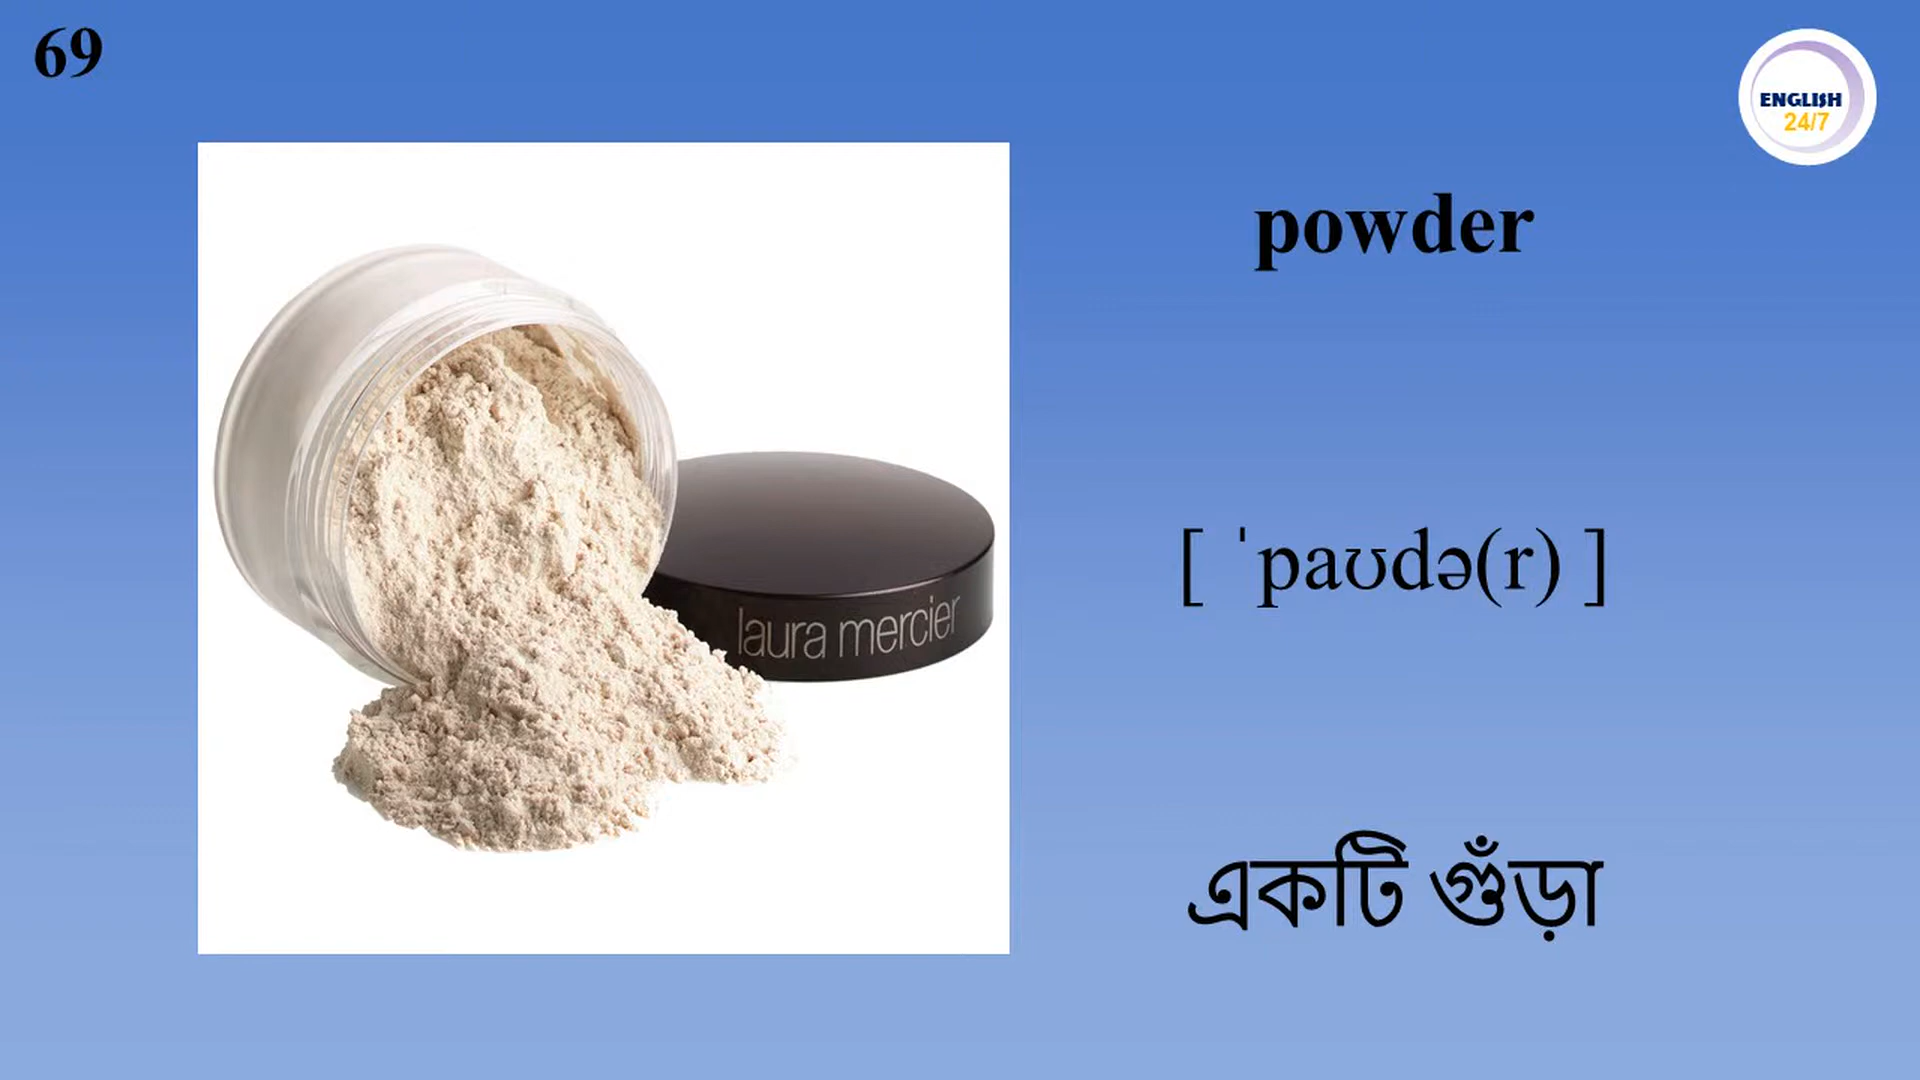 69
ENGLISH
24/7
powder
[ ˈpaʊdə(r) ]
laura mercier
একটি গুঁড়া